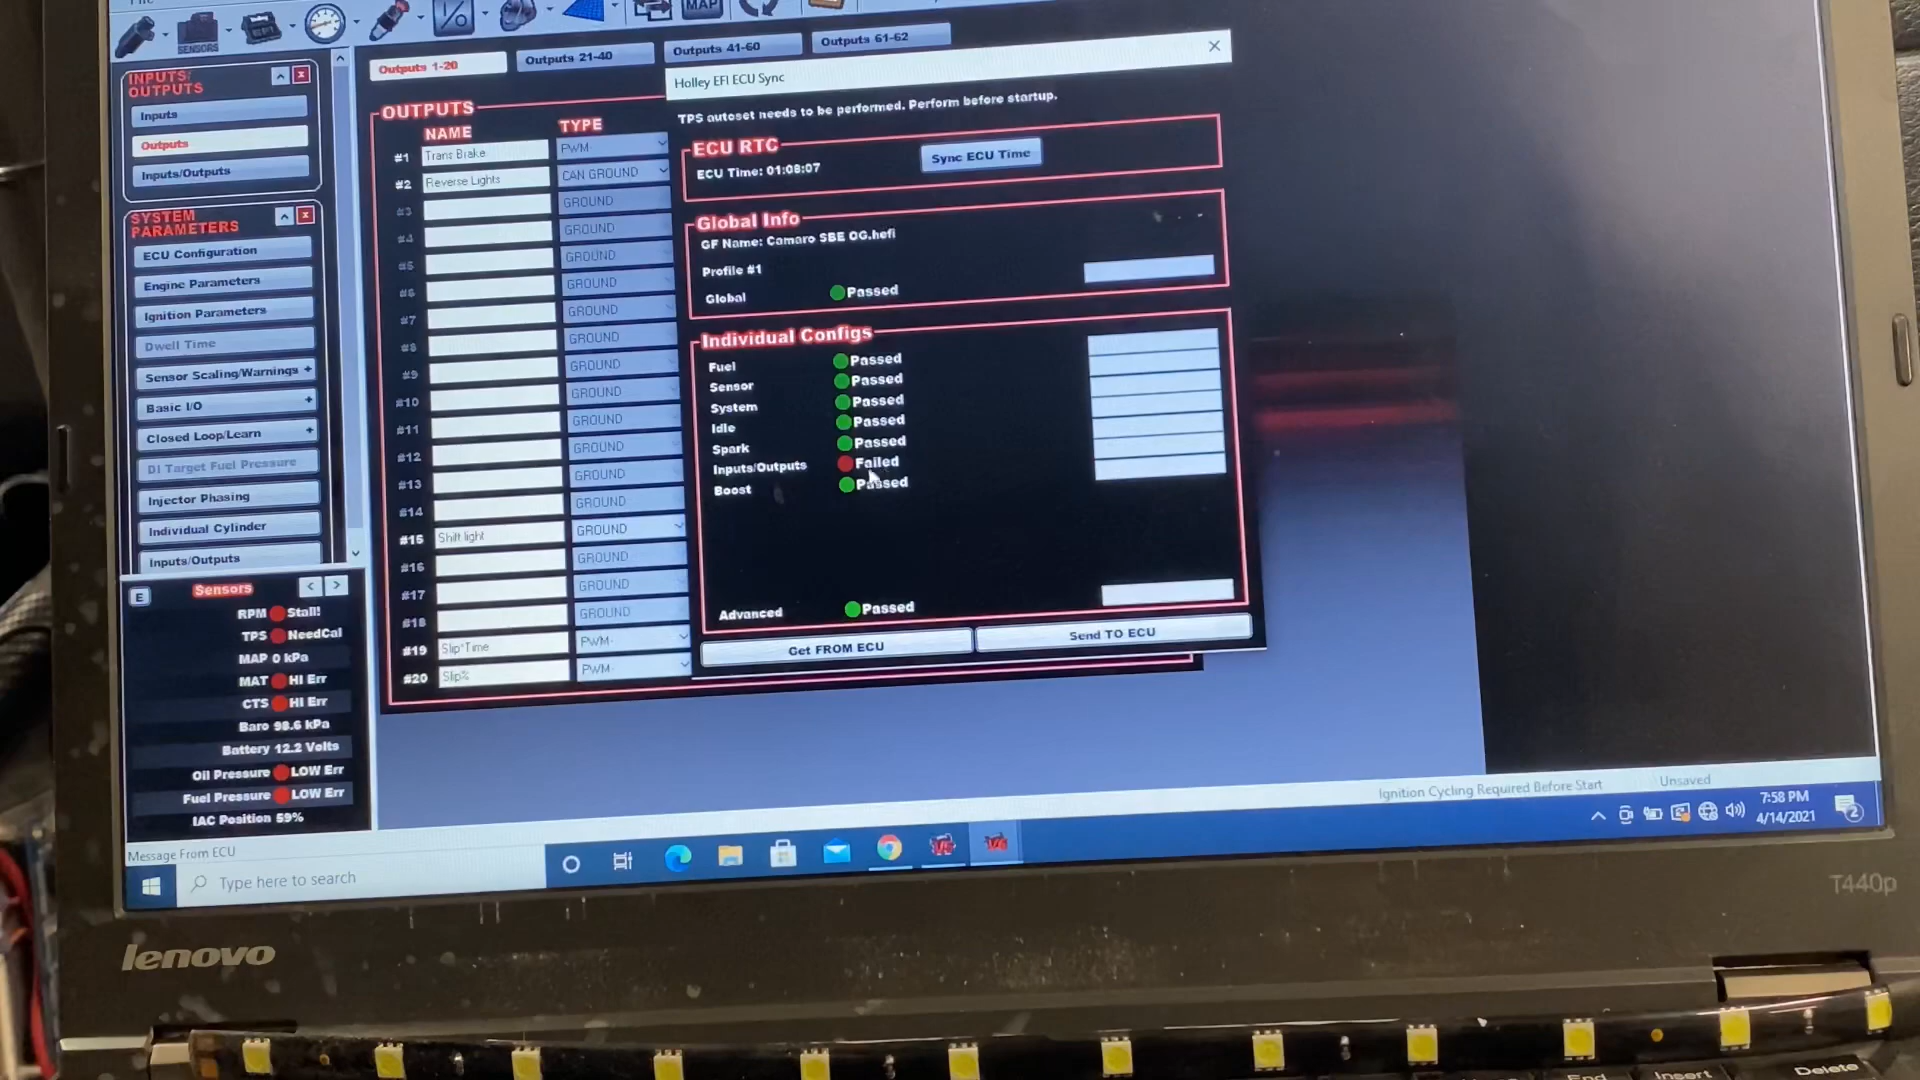 File
SENSORS
EFI
I/O
MAP
INPUTS/
OUTPUTS
Inputs
Outputs
Inputs/Outputs
SYSTEM
PARAMETERS
ECU Configuration
Engine Parameters
Ignition Parameters
Dwell Time
Sensor Scaling/Warnings +
Basic I/O +
Closed Loop/Learn +
DI Target Fuel Pressure
Injector Phasing
Individual Cylinder
Inputs/Outputs
E Sensors < >
RPM Stall!
TPS NeedCal
MAP 0 kPa
MAT HI Err
CTS HI Err
Baro 98.6 kPa
Battery 12.2 Volts
Oil Pressure LOW Err
Fuel Pressure LOW Err
IAC Position 59%
Outputs 1-20
Outputs 21-40
Outputs 41-60
Outputs 61-62
OUTPUTS
NAME TYPE
#1 Trans Brake PWM-
#2 Reverse Lights CAN GROUND
#3 GROUND
#4 GROUND
#5 GROUND
#6 GROUND
#7 GROUND
#8 GROUND
#9 GROUND
#10 GROUND
#11 GROUND
#12 GROUND
#13 GROUND
#14 GROUND
#15 Shift light GROUND
#16 GROUND
#17 GROUND
#18 GROUND
#19 Slip*Time PWM-
#20 Slip% PWM-
Holley EFI ECU Sync
TPS autoset needs to be performed. Perform before startup.
ECU RTC
ECU Time: 01:08:07 Sync ECU Time
Global Info
GF Name: Camaro SBE OG.hefi
Profile #1
Global Passed
Individual Configs
Fuel Passed
Sensor Passed
System Passed
Idle Passed
Spark Passed
Inputs/Outputs Failed
Boost Passed
Advanced Passed
Get FROM ECU Send TO ECU
Ignition Cycling Required Before Start Unsaved
Message From ECU
Type here to search
7:58 PM
4/14/2021
2
T440p
lenovo
End
Insert
Delete